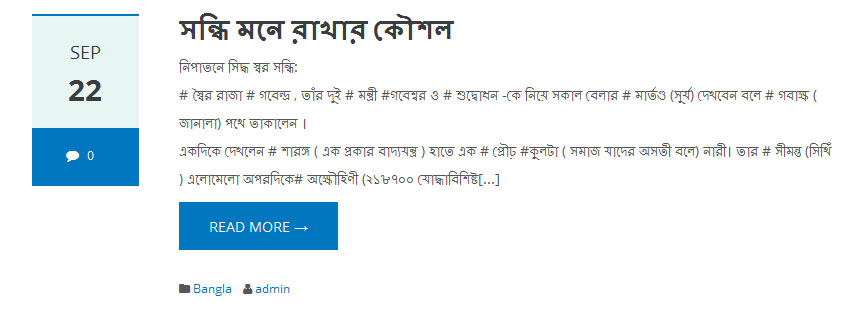 SEP
22
0
সন্ধি মনে রাখার কৌশল
নিপাতনে সিদ্ধ স্বর সন্ধি:
# স্বৈর রাজা # গবেন্দ্র , তাঁর দুই # মন্ত্রী #গবেশ্বর ও # শুদ্বোধন -কে নিয়ে সকাল বেলার # মার্তণ্ড (সূর্য) দেখবেন বলে # গবাক্ষ (
জানালা) পথে তাকালেন ।
একদিকে দেখলেন # শারঙ্গ ( এক প্রকার বাদ্যযন্ত্র ) হাতে এক # প্রৌঢ় #কুলটা ( সমাজ যাদের অসতী বলে) নারী। তার # সীমন্ত (সিথিঁ
) এলোমেলো অপরদিকে# অক্ষৌহিণী (২১৮৭০০ যোদ্ধাবিশিষ্ট[...]
READ MORE →
Bangla admin